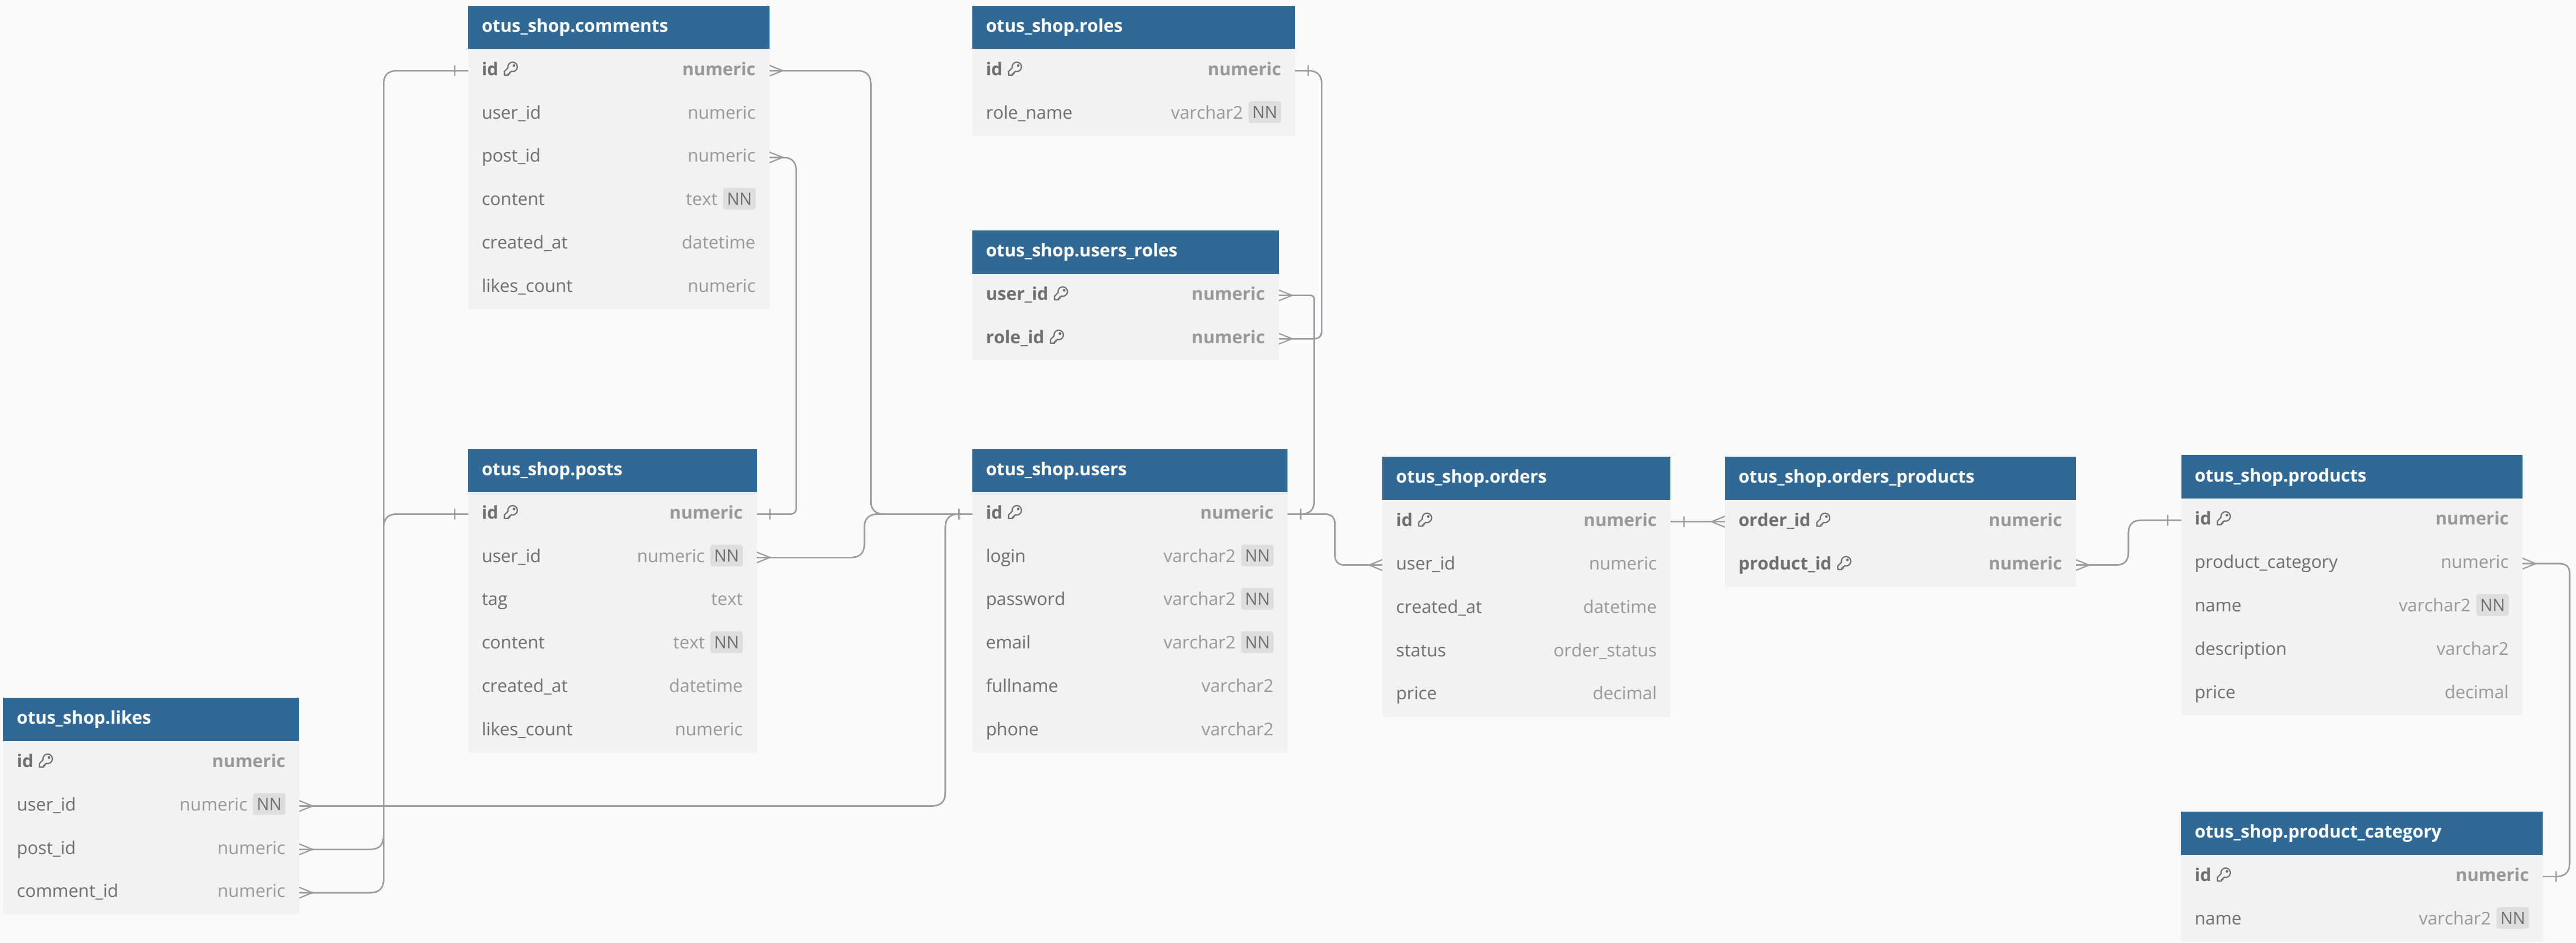 otus_shop.comments
id numeric
user_id numeric
post_id numeric
content text NN
created_at datetime
likes_count numeric
otus_shop.roles
id numeric
role_name varchar2 NN
otus_shop.users_roles
user_id numeric
role_id numeric
otus_shop.posts
id numeric
user_id numeric NN
tag text
content text NN
created_at datetime
likes_count numeric
otus_shop.users
id numeric
login varchar2 NN
password varchar2 NN
email varchar2 NN
fullname varchar2
phone varchar2
otus_shop.orders
id numeric
user_id numeric
created_at datetime
status order_status
price decimal
otus_shop.orders_products
order_id numeric
product_id numeric
otus_shop.products
id numeric
product_category numeric
name varchar2 NN
description varchar2
price decimal
otus_shop.likes
id numeric
user_id numeric NN
post_id numeric
comment_id numeric
otus_shop.product_category
id numeric
name varchar2 NN